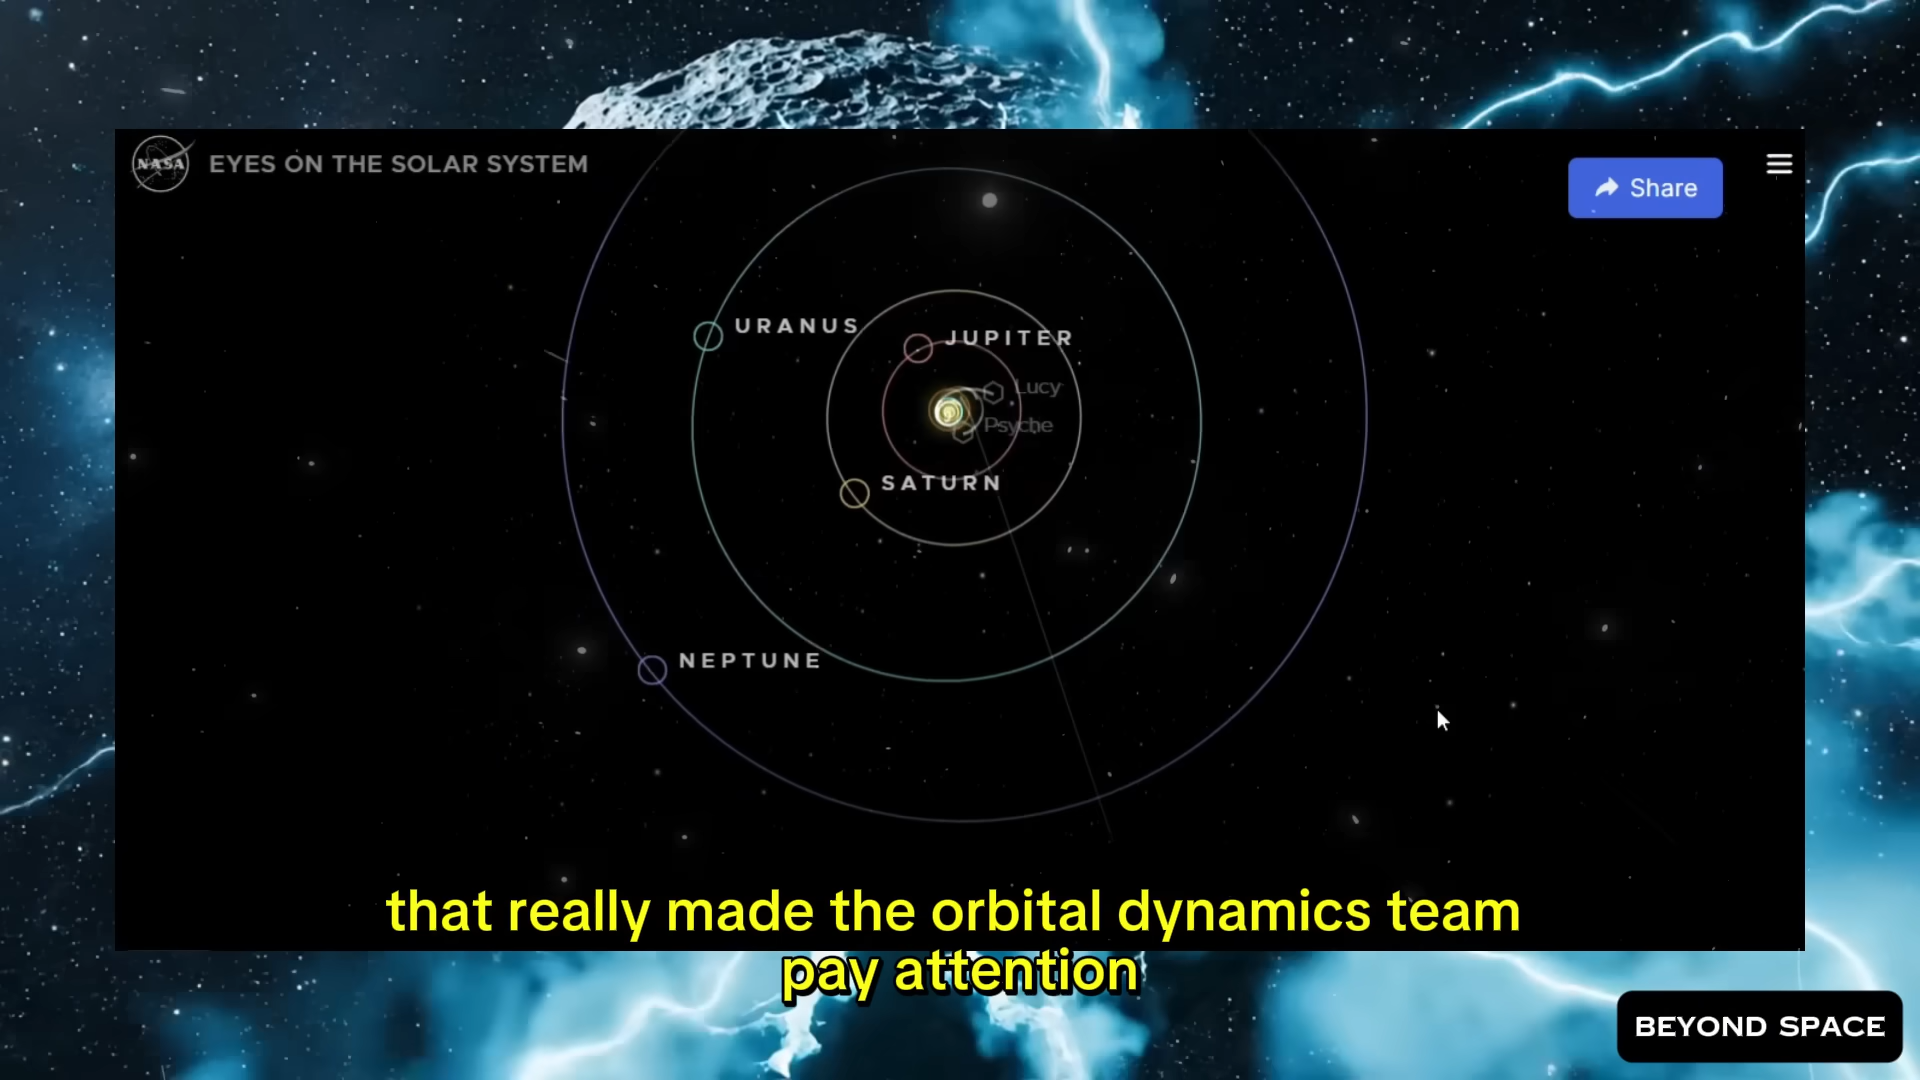 NASA
EYES ON THE SOLAR SYSTEM
Share
URANUS
JUPITER
Lucy
Psyche
SATURN
NEPTUNE
that really made the orbital dynamics team
pay attention
BEYOND SPACE